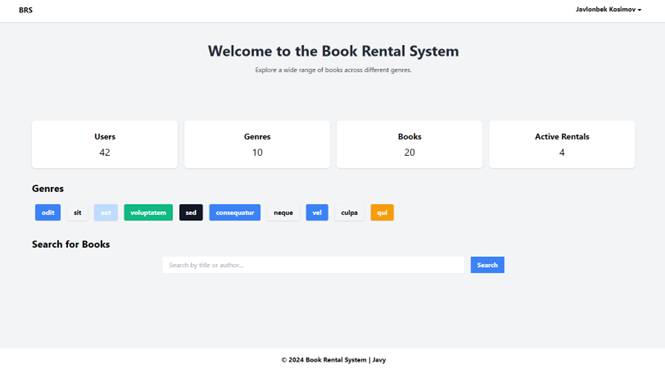 BRS
Javlonbek Kosimov
Welcome to the Book Rental System
Explore a wide range of books across different genres.
Users
42
Genres
10
Books
20
Active Rentals
4
Genres
odit sit aut voluptatem sed consequatur neque vel culpa qui
Search for Books
Search by title or author... Search
© 2024 Book Rental System | Javy